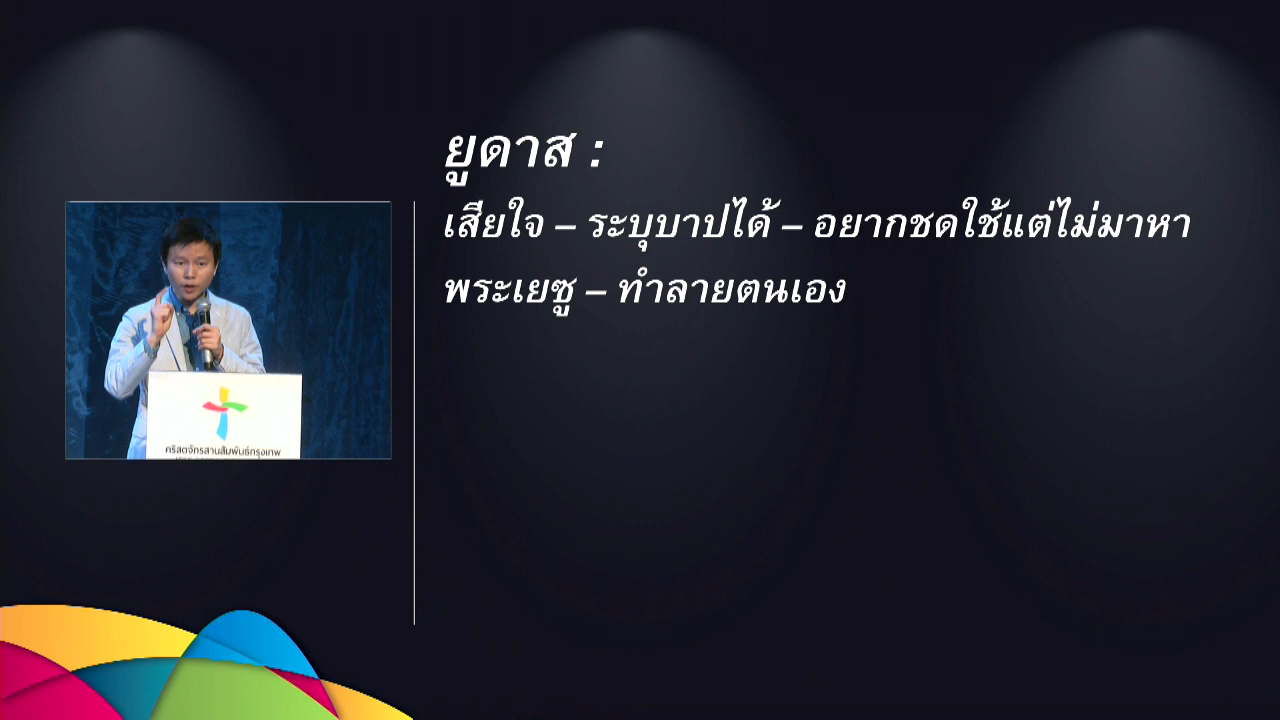 ยูดาส :
เสียใจ – ระบุบาปได้ – อยากชดใช้แต่ไม่มาหา
พระเยซู – ทำลายตนเอง
คริสตจักรสานสัมพันธ์กรุงเทพ